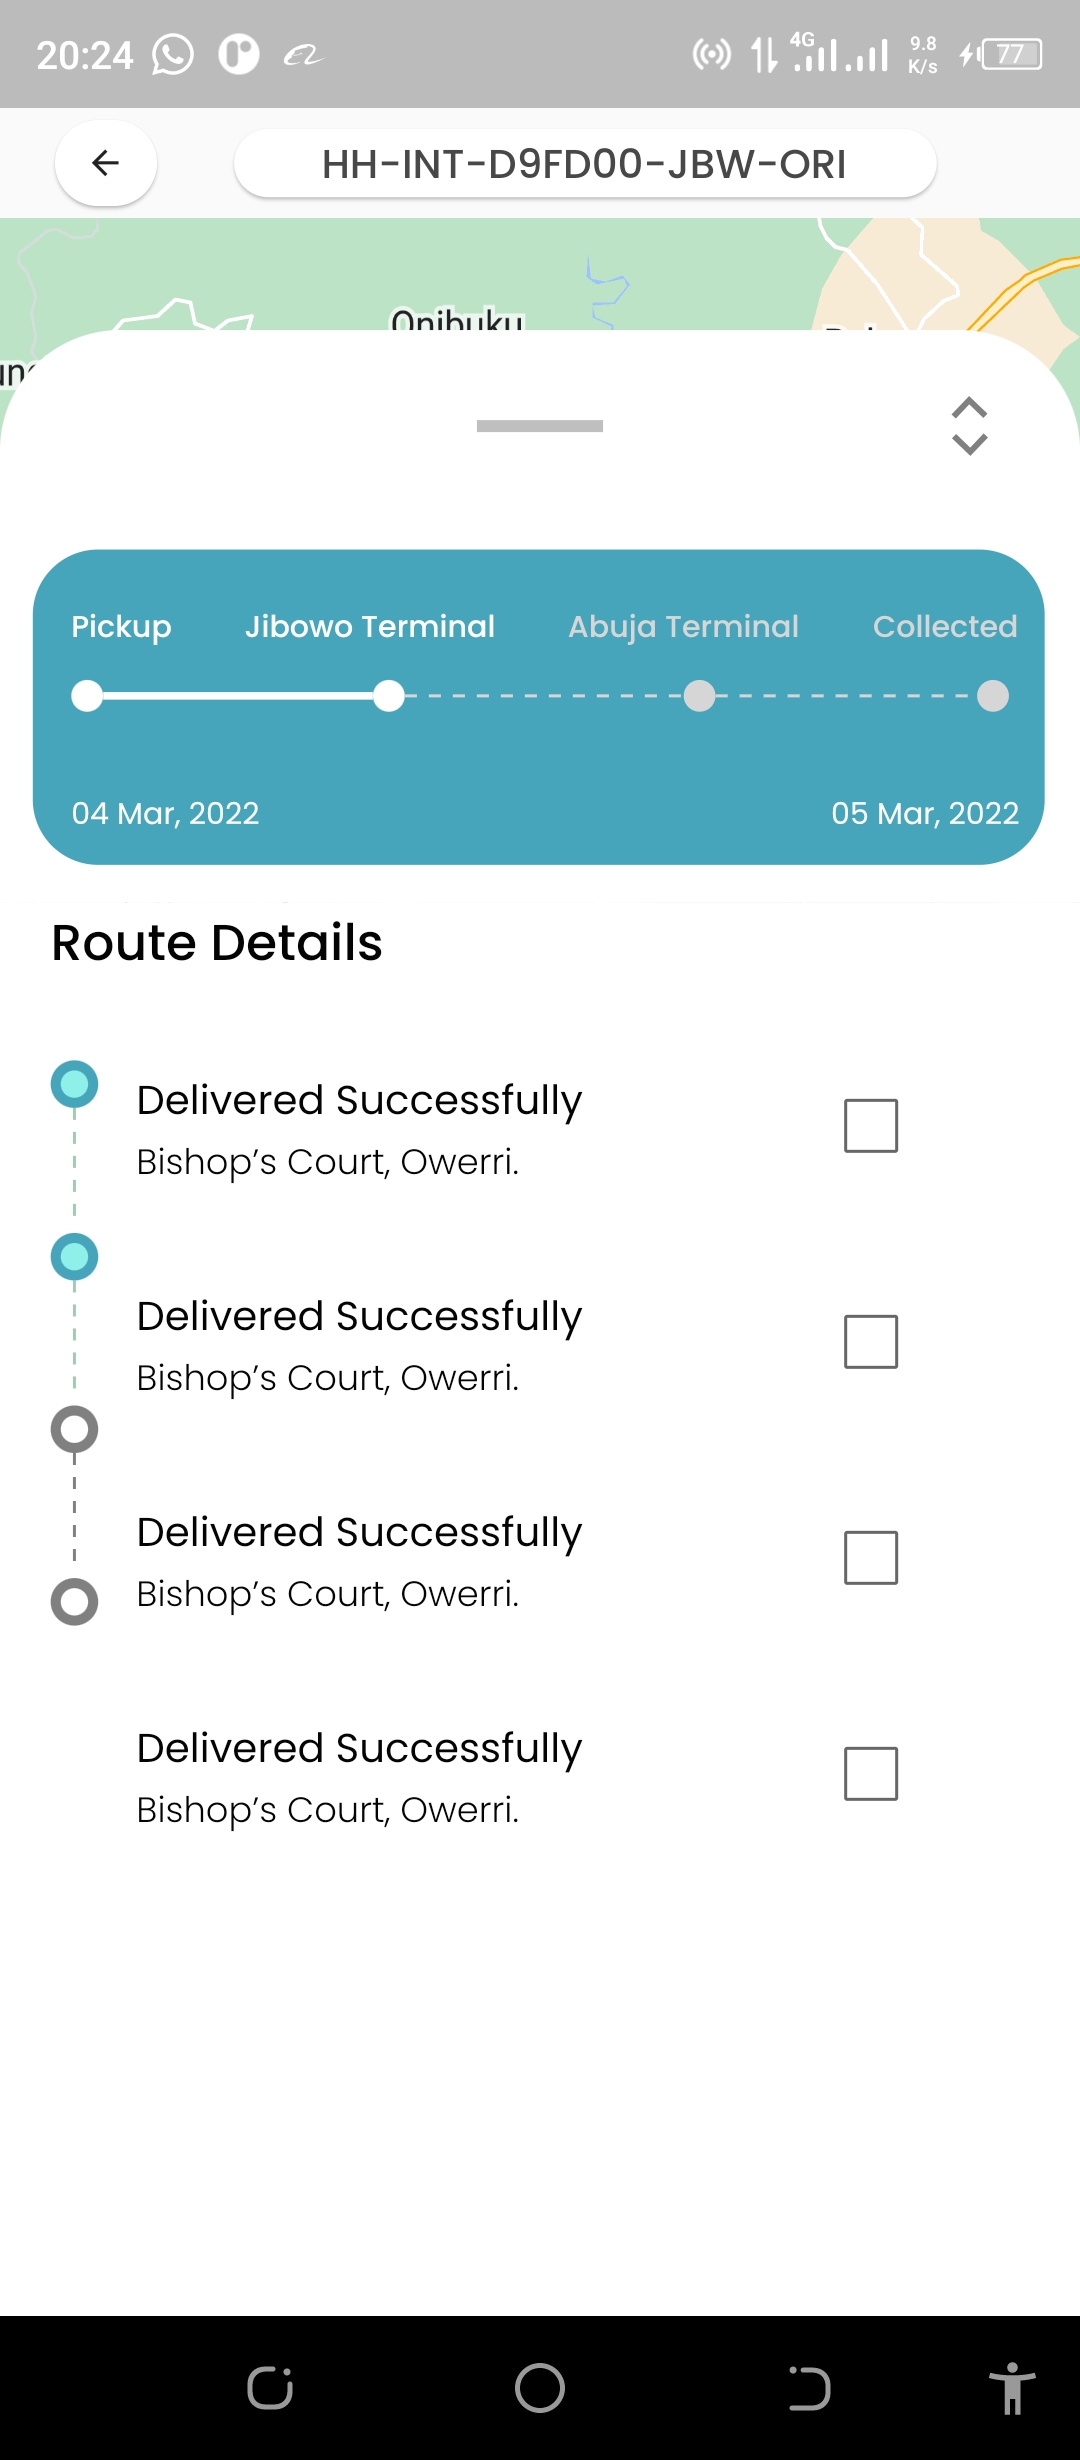 20:24
4G
9.8
K/s
77
HH-INT-D9FD00-JBW-ORI
Onibuku
Pickup Jibowo Terminal Abuja Terminal Collected
04 Mar, 2022 05 Mar, 2022
Route Details
Delivered Successfully
Bishop’s Court, Owerri.
Delivered Successfully
Bishop’s Court, Owerri.
Delivered Successfully
Bishop’s Court, Owerri.
Delivered Successfully
Bishop’s Court, Owerri.